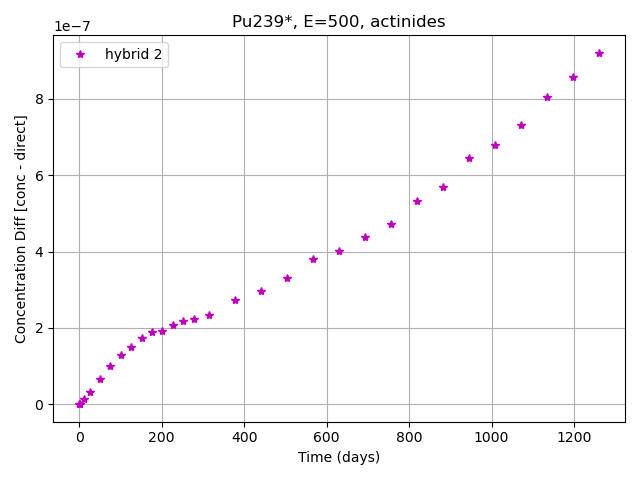 Pu239*, E=500, actinides
1e−7
hybrid 2
8
6
4
2
0
Concentration Diff [conc - direct]
0 200 400 600 800 1000 1200
Time (days)